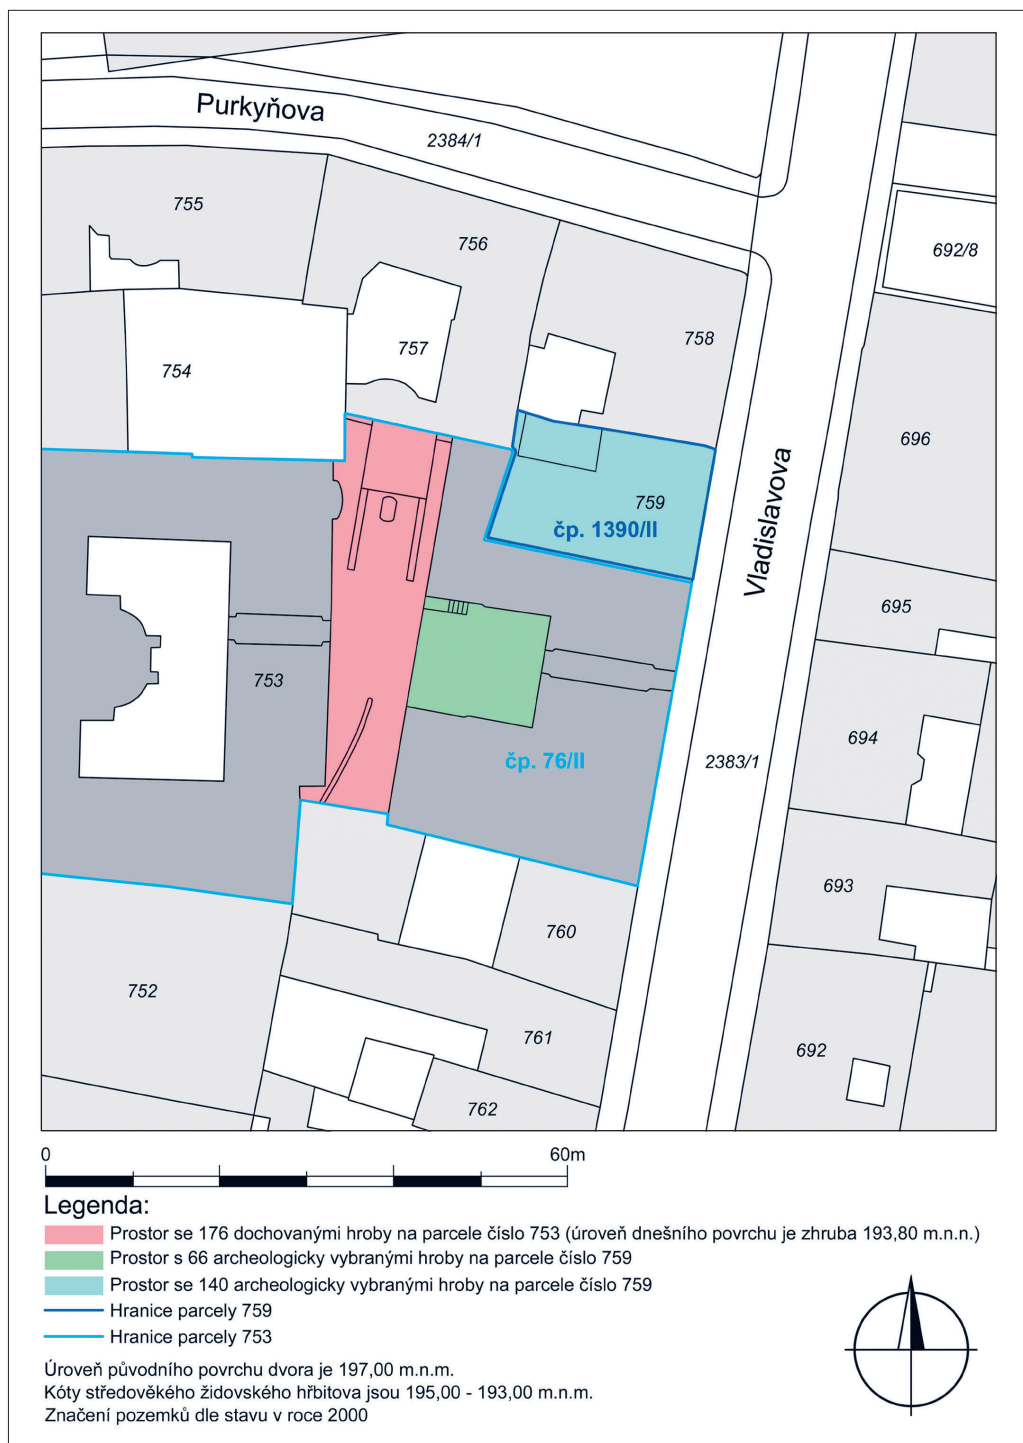 Purkyňova
2384/1
755
756
692/8
758
757
754
696
759
čp. 1390/II
Vladislavova
695
753
694
čp. 76/II
2383/1
693
760
752
761
692
762
0 60m
Legenda:
Prostor se 176 dochovanými hroby na parcele číslo 753 (úroveň dnešního povrchu je zhruba 193,80 m.n.n.)
Prostor s 66 archeologicky vybranými hroby na parcele číslo 759
Prostor se 140 archeologicky vybranými hroby na parcele číslo 759
Hranice parcely 759
Hranice parcely 753
Úroveň původního povrchu dvora je 197,00 m.n.m.
Kóty středověkého židovského hřbitova jsou 195,00 - 193,00 m.n.m.
Značení pozemků dle stavu v roce 2000